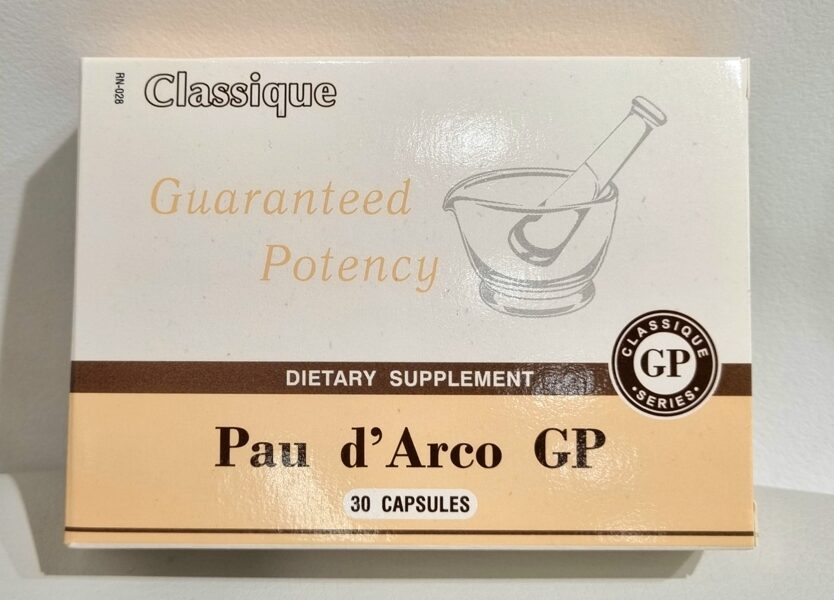 RN-028
Classique
Guaranteed
Potency
DIETARY SUPPLEMENT
CLASSIQUE
GP
SERIES
Pau d'Arco GP
30 CAPSULES